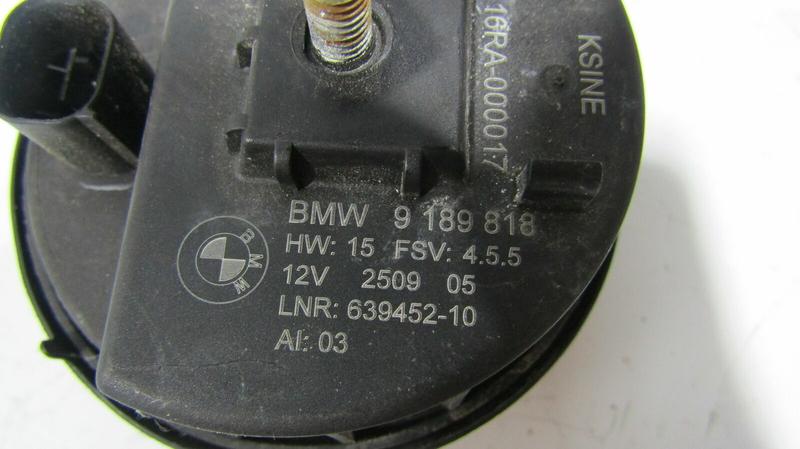 16RA-000017
KSINE
BMW 9 189 818
HW: 15 FSV: 4.5.5
12V 2509 05
LNR: 639452-10
AI: 03
BMW
+